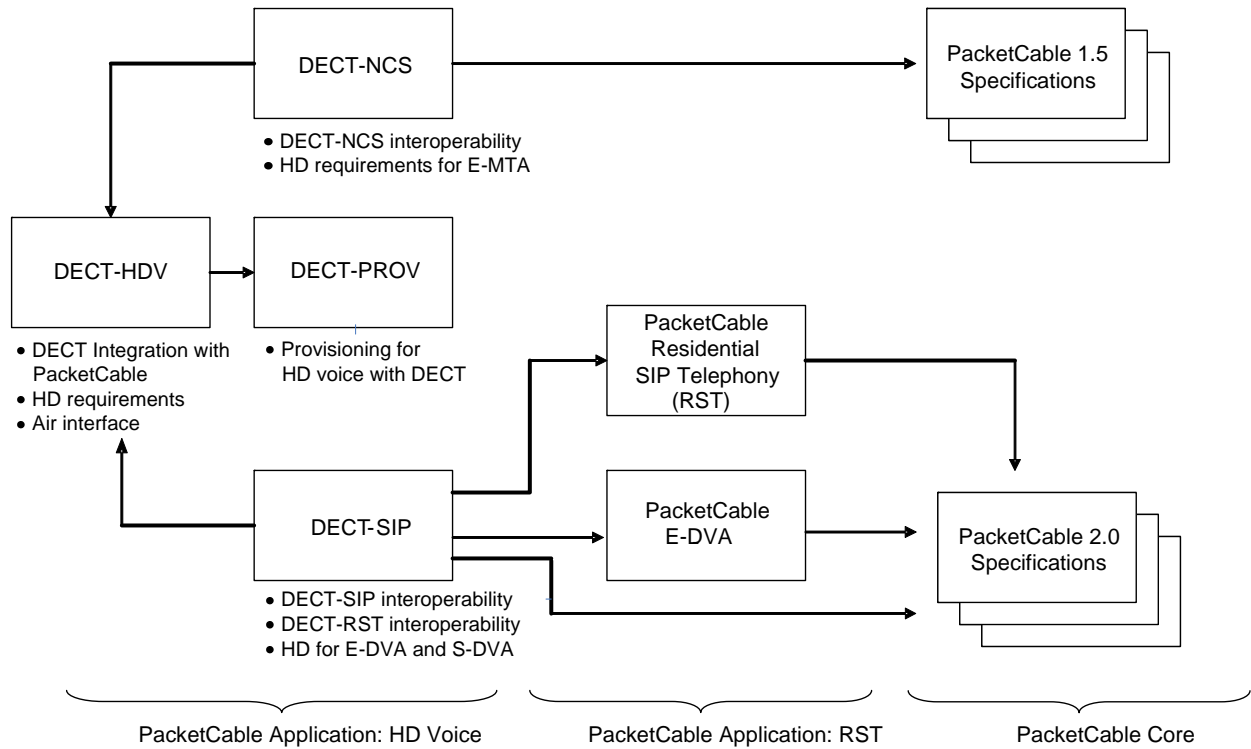 DECT-NCS
PacketCable 1.5
Specifications
• DECT-NCS interoperability
• HD requirements for E-MTA
DECT-HDV
DECT-PROV
• DECT Integration with
PacketCable
• HD requirements
• Air interface
• Provisioning for
HD voice with DECT
PacketCable
Residential
SIP Telephony
(RST)
DECT-SIP
PacketCable
E-DVA
PacketCable 2.0
Specifications
• DECT-SIP interoperability
• DECT-RST interoperability
• HD for E-DVA and S-DVA
PacketCable Application: HD Voice
PacketCable Application: RST
PacketCable Core